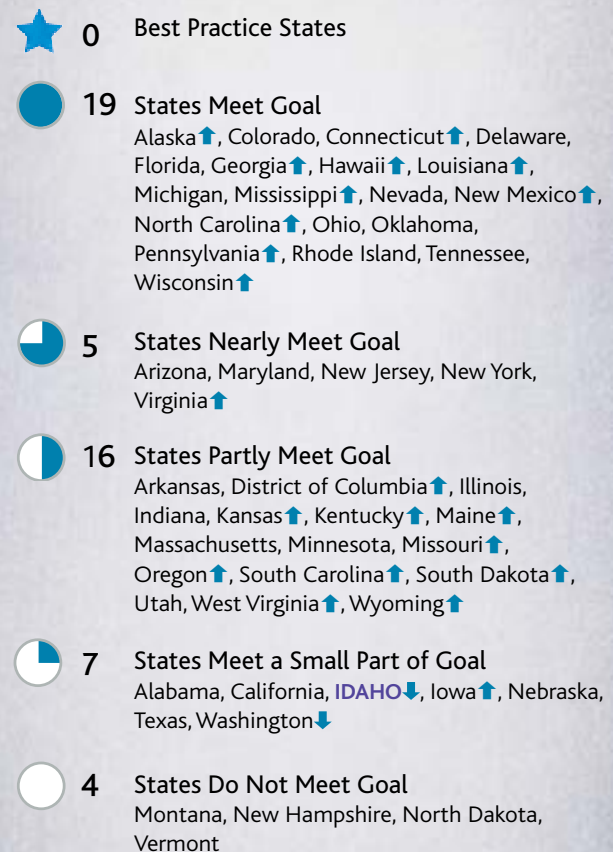 0 Best Practice States
19 States Meet Goal
Alaska⬆, Colorado, Connecticut⬆, Delaware,
Florida, Georgia⬆, Hawaii⬆, Louisiana⬆,
Michigan, Mississippi⬆, Nevada, New Mexico⬆,
North Carolina⬆, Ohio, Oklahoma,
Pennsylvania⬆, Rhode Island, Tennessee,
Wisconsin⬆
5 States Nearly Meet Goal
Arizona, Maryland, New Jersey, New York,
Virginia⬆
16 States Partly Meet Goal
Arkansas, District of Columbia⬆, Illinois,
Indiana, Kansas⬆, Kentucky⬆, Maine⬆,
Massachusetts, Minnesota, Missouri⬆,
Oregon⬆, South Carolina⬆, South Dakota⬆,
Utah, West Virginia⬆, Wyoming⬆
7 States Meet a Small Part of Goal
Alabama, California, IDAHO⬇, Iowa⬆, Nebraska,
Texas, Washington⬇
4 States Do Not Meet Goal
Montana, New Hampshire, North Dakota,
Vermont